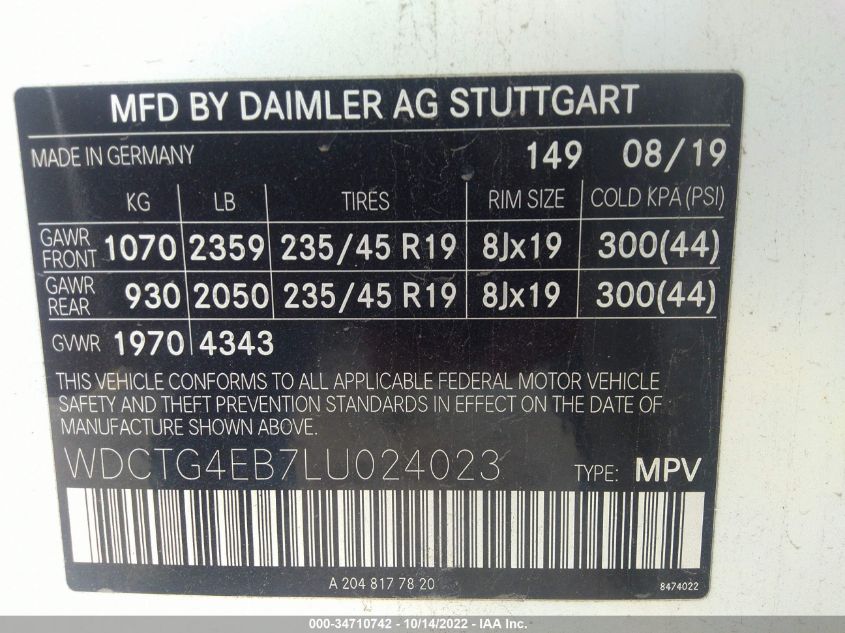 MFD BY DAIMLER AG STUTTGART
MADE IN GERMANY 149 08/19
KG LB TIRES RIM SIZE COLD KPA (PSI)
GAWR FRONT 1070 2359 235/45 R19 8Jx19 300(44)
GAWR REAR 930 2050 235/45 R19 8Jx19 300(44)
GVWR 1970 4343
THIS VEHICLE CONFORMS TO ALL APPLICABLE FEDERAL MOTOR VEHICLE
SAFETY AND THEFT PREVENTION STANDARDS IN EFFECT ON THE DATE OF
MANUFACTURE SHOWN ABOVE.
WDCTG4EB7LU024023 TYPE: MPV
A 204 817 78 20 8474022
000-34710742 - 10/14/2022 - IAA Inc.